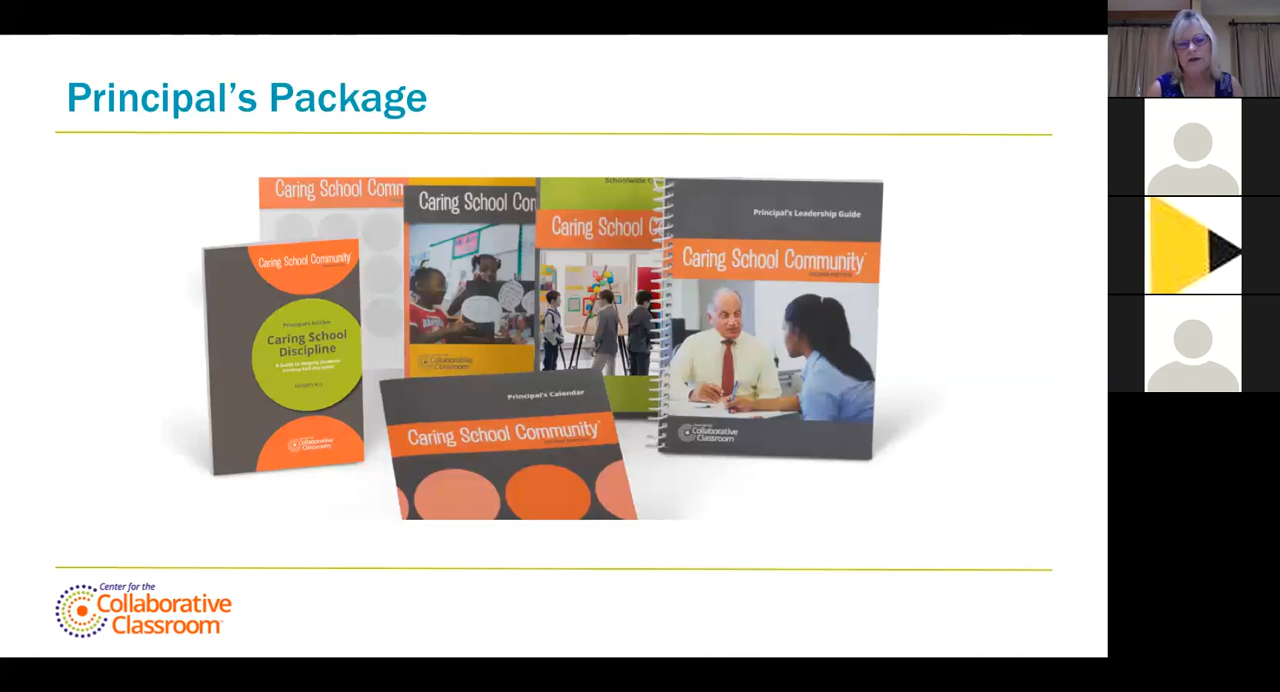 Principal's Package
Caring School Comm
Caring School Con
Schoolwide C
Caring School C
Principal's Leadership Guide
Caring School Community
SECOND EDITION
Caring School Community
Principal's Edition
Caring School
Discipline
Principal's Calendar
Caring School Community
Collaborative
Classroom
Collaborative
Classroom
Collaborative
Classroom
Center for the
Collaborative
Classroom